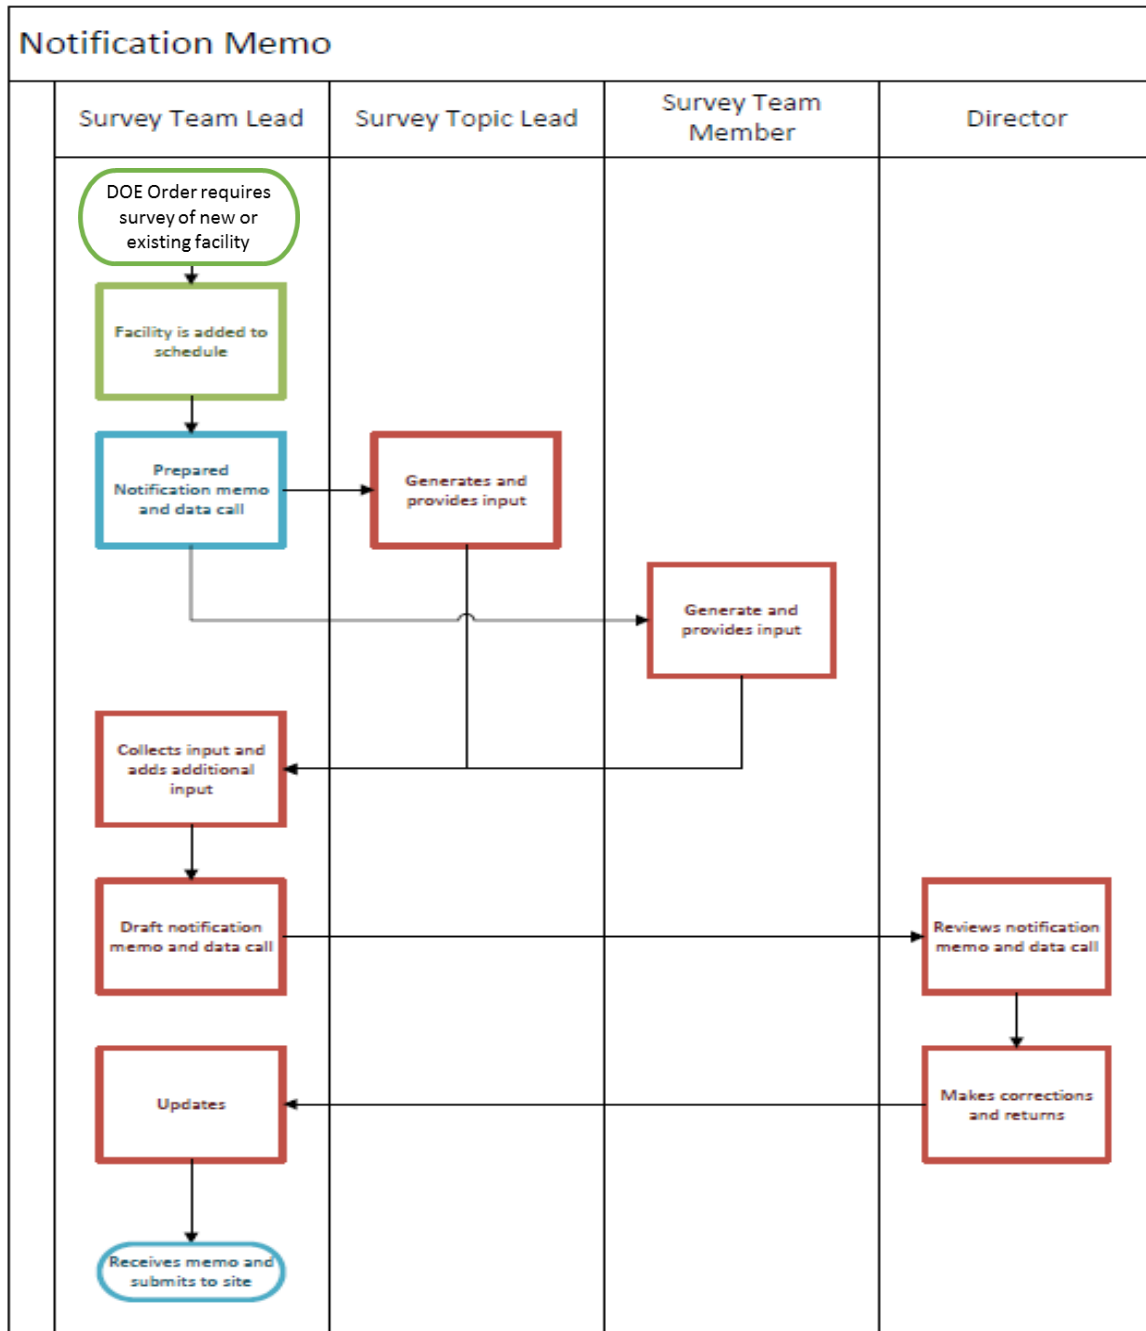 Notification Memo
Survey Team Lead
Survey Topic Lead
Survey Team
Member
Director
DOE Order requires
survey of new or
existing facility
Facility is added to
schedule
Prepared
Notification memo
and data call
Generates and
provides input
Generate and
provides input
Collects input and
adds additional
input
Draft notification
memo and data call
Reviews notification
memo and data call
Updates
Makes corrections
and returns
Receives memo and
submits to site